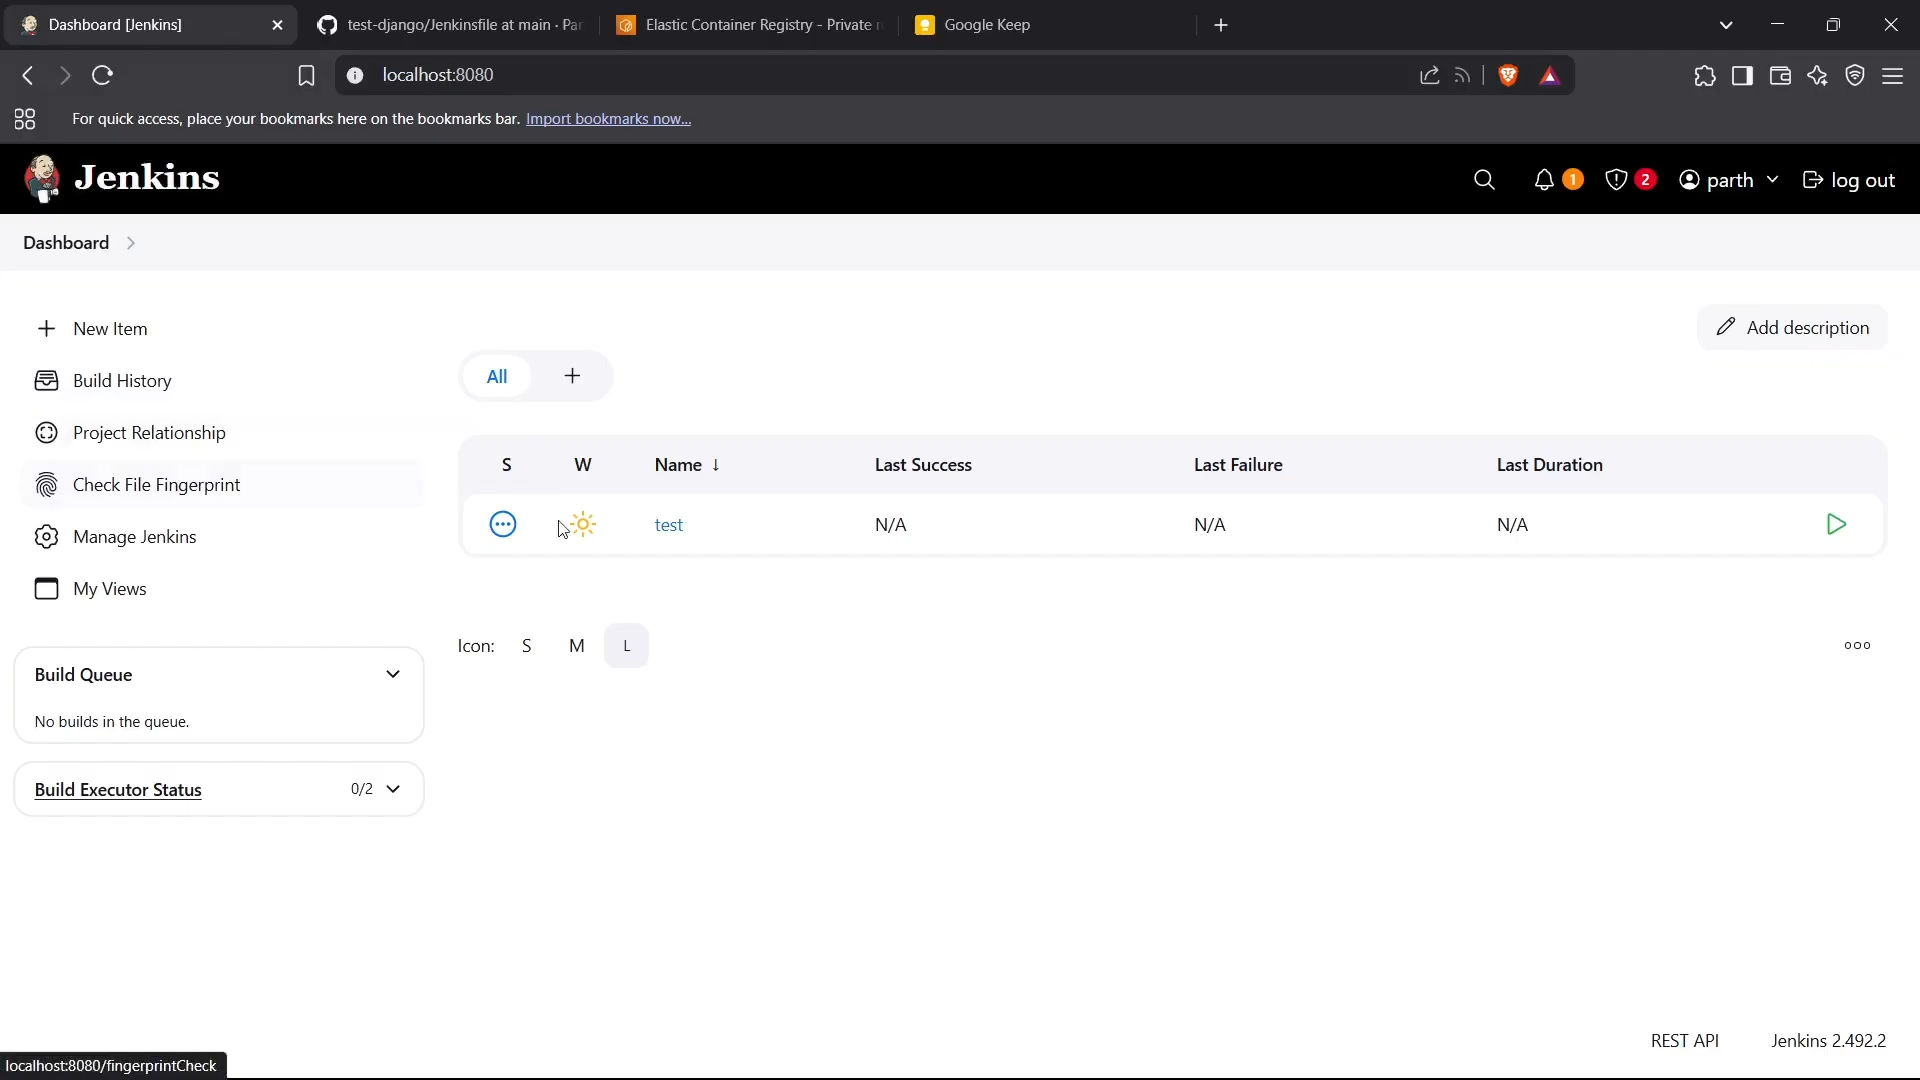 Dashboard [Jenkins]
test-django/Jenkinsfile at main · Par
Elastic Container Registry - Private r
Google Keep
localhost:8080
For quick access, place your bookmarks here on the bookmarks bar. Import bookmarks now...
Jenkins
1
2
parth
log out
Dashboard
New Item
Build History
Project Relationship
Check File Fingerprint
Manage Jenkins
My Views
Build Queue
No builds in the queue.
Build Executor Status 0/2
Add description
All +
S W Name ↓ Last Success Last Failure Last Duration
test N/A N/A N/A
Icon: S M L
REST API Jenkins 2.492.2
localhost:8080/fingerprintCheck